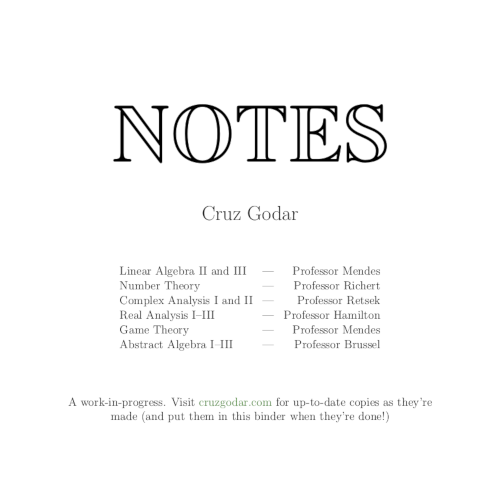 NOTES
Cruz Godar
Linear Algebra II and III — Professor Mendes
Number Theory — Professor Richert
Complex Analysis I and II — Professor Retsek
Real Analysis I–III — Professor Hamilton
Game Theory — Professor Mendes
Abstract Algebra I–III — Professor Brussel
A work-in-progress. Visit cruzgodar.com for up-to-date copies as they're
made (and put them in this binder when they're done!)